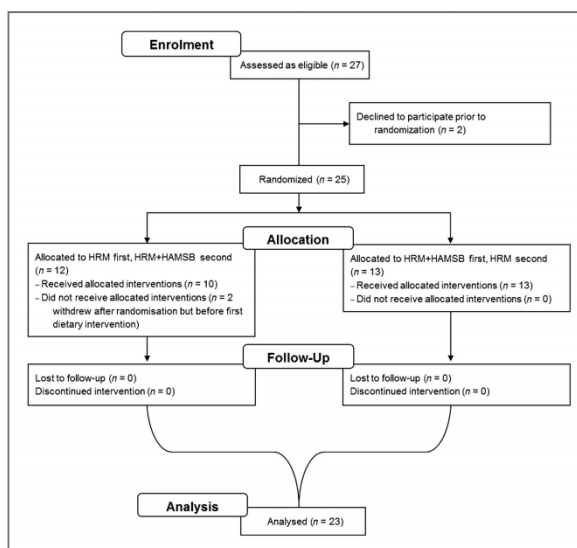 Enrolment
Assessed as eligible (n = 27)
Declined to participate prior to
randomization (n = 2)
Randomized (n = 25)
Allocation
Allocated to HRM first, HRM+HAMSB second
(n = 12)
– Received allocated interventions (n = 10)
– Did not receive allocated interventions (n = 2
withdrew after randomisation but before first
dietary intervention)
Allocated to HRM+HAMSB first, HRM second
(n = 13)
– Received allocated interventions (n = 13)
– Did not receive allocated interventions (n = 0)
Follow-Up
Lost to follow-up (n = 0)
Discontinued intervention (n = 0)
Lost to follow-up (n = 0)
Discontinued intervention (n = 0)
Analysis
Analysed (n = 23)